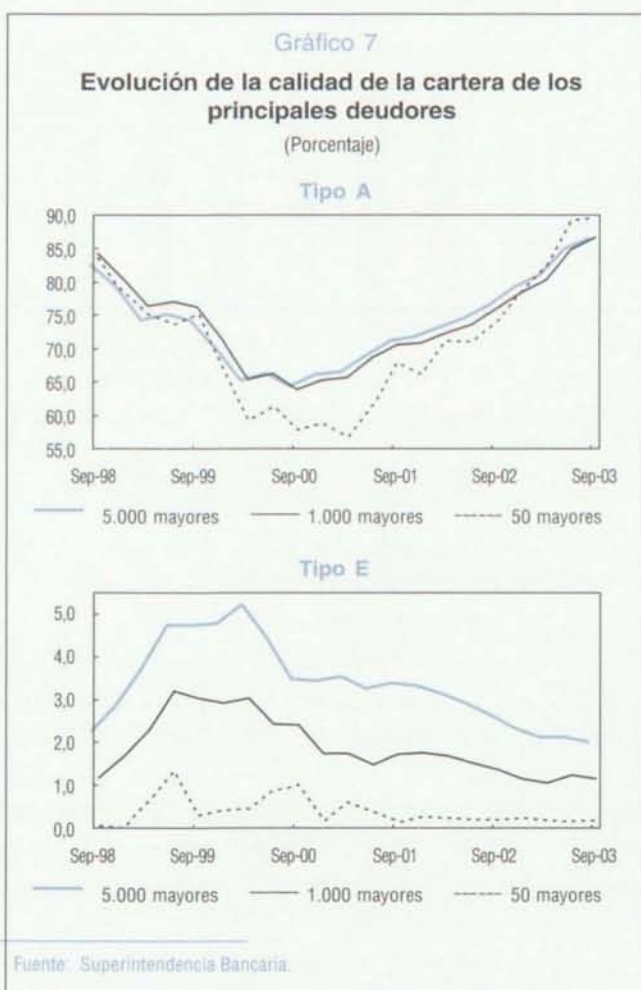 Gráfico 7
Evolución de la calidad de la cartera de los
principales deudores
(Porcentaje)
Tipo A
90,0
85,0
80,0
75,0
70,0
65,0
60,0
55,0
Sep-98 Sep-99 Sep-00 Sep-01 Sep-02 Sep-03
5.000 mayores 1.000 mayores 50 mayores
Tipo E
5,0
4,0
3,0
2,0
1,0
0,0
Sep-98 Sep-99 Sep-00 Sep-01 Sep-02 Sep-03
5.000 mayores 1.000 mayores 50 mayores
Fuente: Superintendencia Bancaria.